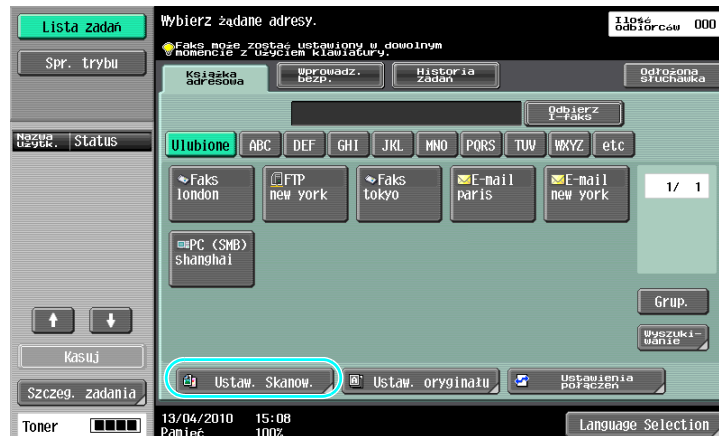 Lista zadań
Spr. trybu
Nazwa użytk.
Status
Kasuj
Szczeg. zadania
Toner
Wybierz żądane adresy.
Faks może zostać ustawiony w dowolnym
momencie z użyciem klawiatury.
Ilość odbiorców 000
Książka adresowa
Wprowadz. bezp.
Historia zadań
Odłożona słuchawka
Odbierz I-faks
Ulubione ABC DEF GHI JKL MNO PQRS TUV WXYZ etc
Faks london
FTP new york
Faks tokyo
E-mail paris
E-mail new york
1/ 1
PC (SMB) shanghai
Grup.
Wyszuki-
wanie
Ustaw. Skanow.
Ustaw. oryginału
Ustawienia połączeń
13/04/2010 15:08
Pamięć 100%
Language Selection